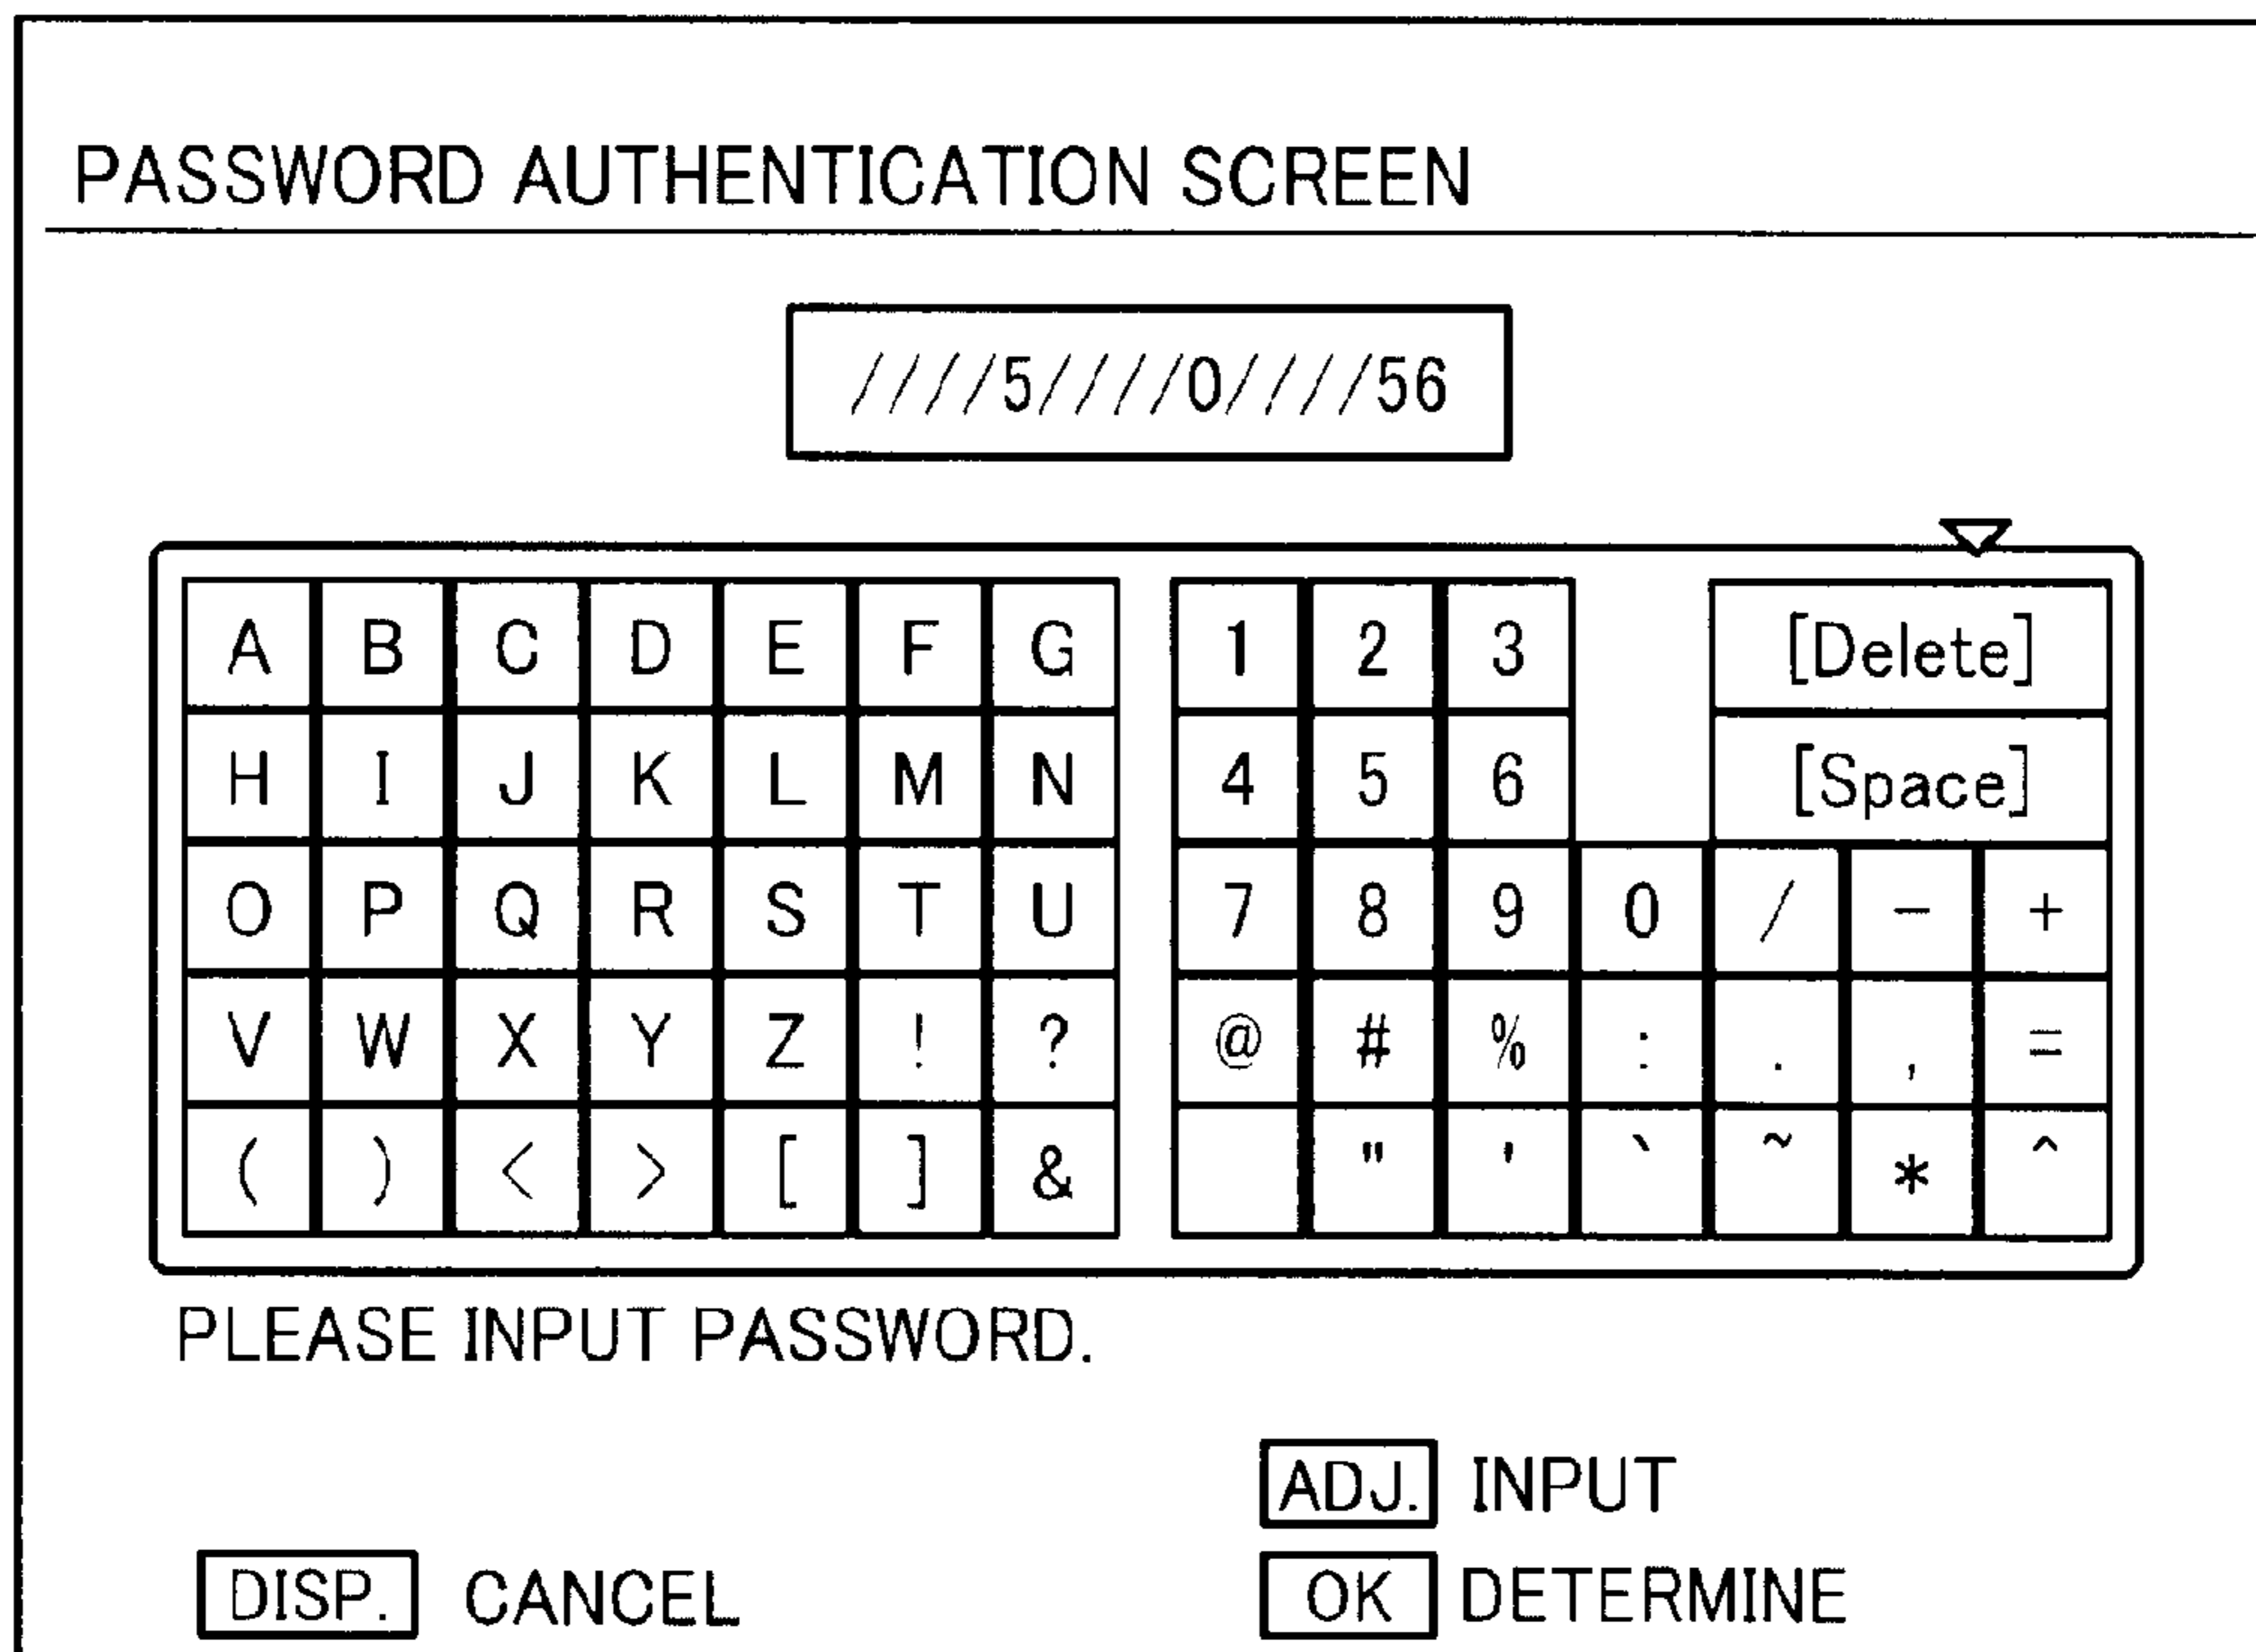 PASSWORD AUTHENTICATION SCREEN
////5////0////56
A B C D E F G 1 2 3 [Delete]
H I J K L M N 4 5 6 [Space]
O P Q R S T U 7 8 9 0 / - +
V W X Y Z ! ? @ # % : . , =
( ) < > [ ] & " ' ` ~ * ^
PLEASE INPUT PASSWORD.
ADJ. INPUT
DISP. CANCEL OK DETERMINE